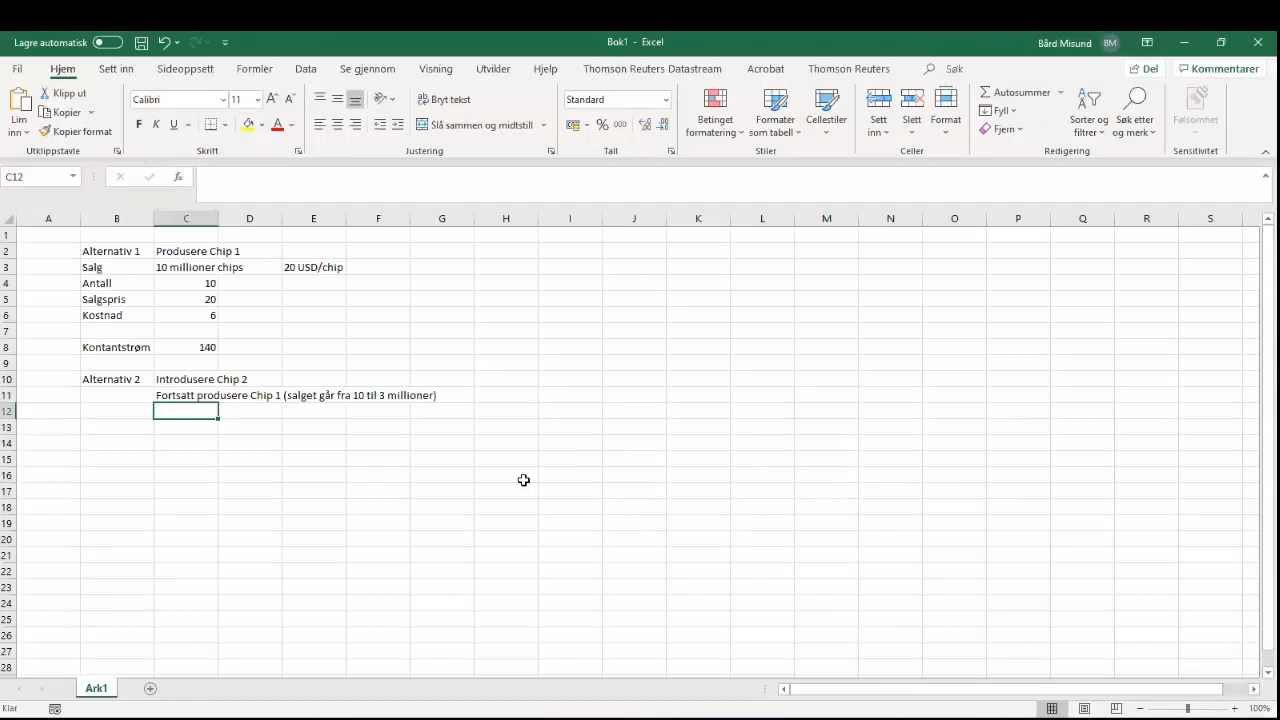 Lagre automatisk
Bok1 - Excel
Bård Misund BM
Fil Hjem Sett inn Sideoppsett Formler Data Se gjennom Visning Utvikler Hjelp Thomson Reuters Datastream Acrobat Thomson Reuters Søk Del Kommentarer
Lim inn
Klipp ut
Kopier
Kopier format
Utklippstavle
Calibri 11
F K U
Skrift
Bryt tekst
Slå sammen og midtstill
Justering
Standard
% 000
Tall
Betinget formatering
Formater som tabell
Cellestiler
Stiler
Sett inn
Slett
Format
Celler
Autosummer
Fyll
Fjern
Sorter og filtrer
Søk etter og merk
Redigering
Følsomhet
Sensitivitet
C12
fx
A B C D E F G H I J K L M N O P Q R S
1
2 Alternativ 1 Produsere Chip 1
3 Salg 10 millioner chips 20 USD/chip
4 Antall 10
5 Salgspris 20
6 Kostnad 6
7
8 Kontantstrøm 140
9
10 Alternativ 2 Introdusere Chip 2
11 Fortsatt produsere Chip 1 (salget går fra 10 til 3 millioner)
12
13
14
15
16
17
18
19
20
21
22
23
24
25
26
27
28
Ark1
Klar
100%